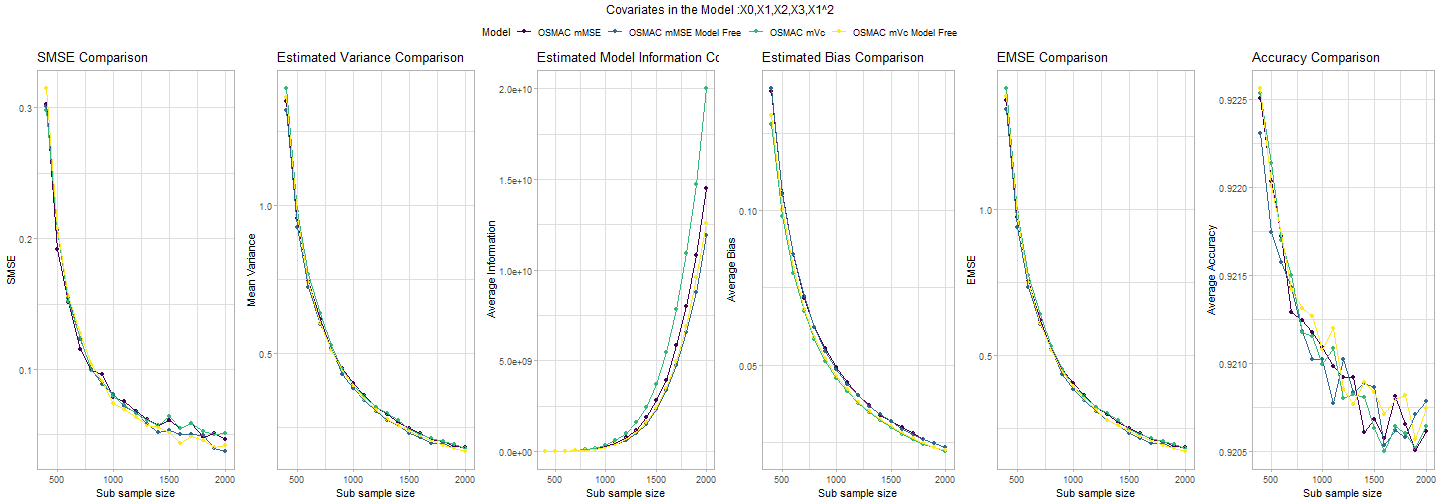 Covariates in the Model :X0,X1,X2,X3,X1^2
Model OSMAC mMSE OSMAC mMSE Model Free OSMAC mVc OSMAC mVc Model Free
SMSE Comparison
SMSE
0.3
0.2
0.1
500 1000 1500 2000
Sub sample size
Estimated Variance Comparison
Mean Variance
1.0
0.5
500 1000 1500 2000
Sub sample size
Estimated Model Information Co
Average Information
2.0e+10
1.5e+10
1.0e+10
5.0e+09
0.0e+00
500 1000 1500 2000
Sub sample size
Estimated Bias Comparison
Average Bias
0.10
0.05
500 1000 1500 2000
Sub sample size
EMSE Comparison
EMSE
1.0
0.5
500 1000 1500 2000
Sub sample size
Accuracy Comparison
Average Accuracy
0.9225
0.9220
0.9215
0.9210
0.9205
500 1000 1500 2000
Sub sample size